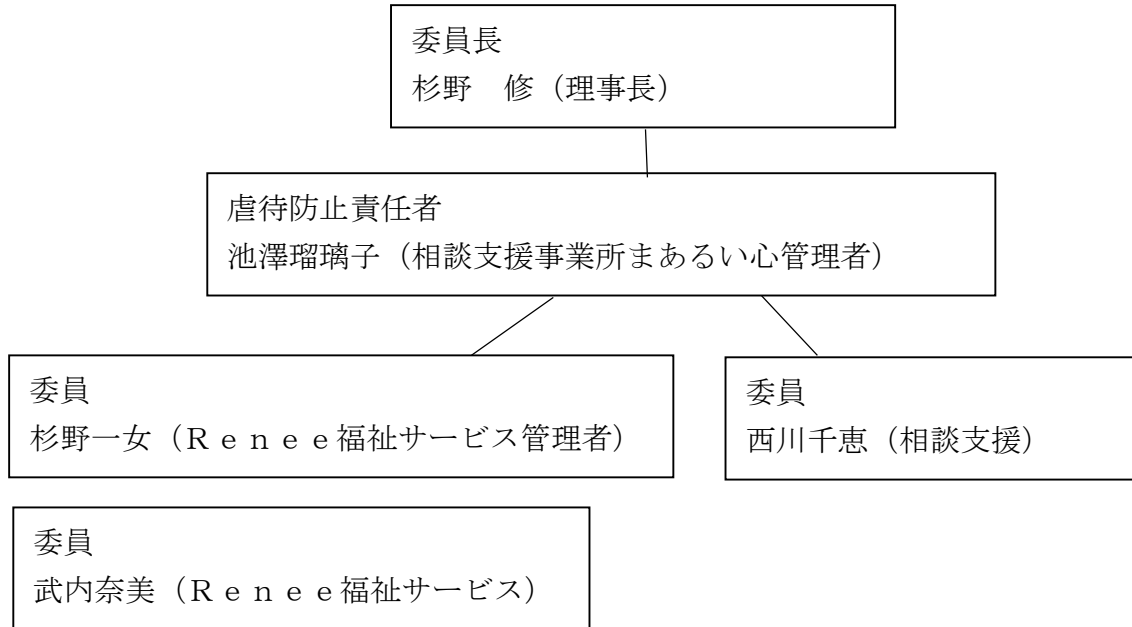 委員長
杉野　修（理事長）
虐待防止責任者
池澤瑠璃子（相談支援事業所まあるい心管理者）
委員
杉野一女（Ｒｅｎｅｅ福祉サービス管理者）
委員
西川千恵（相談支援）
委員
武内奈美（Ｒｅｎｅｅ福祉サービス）